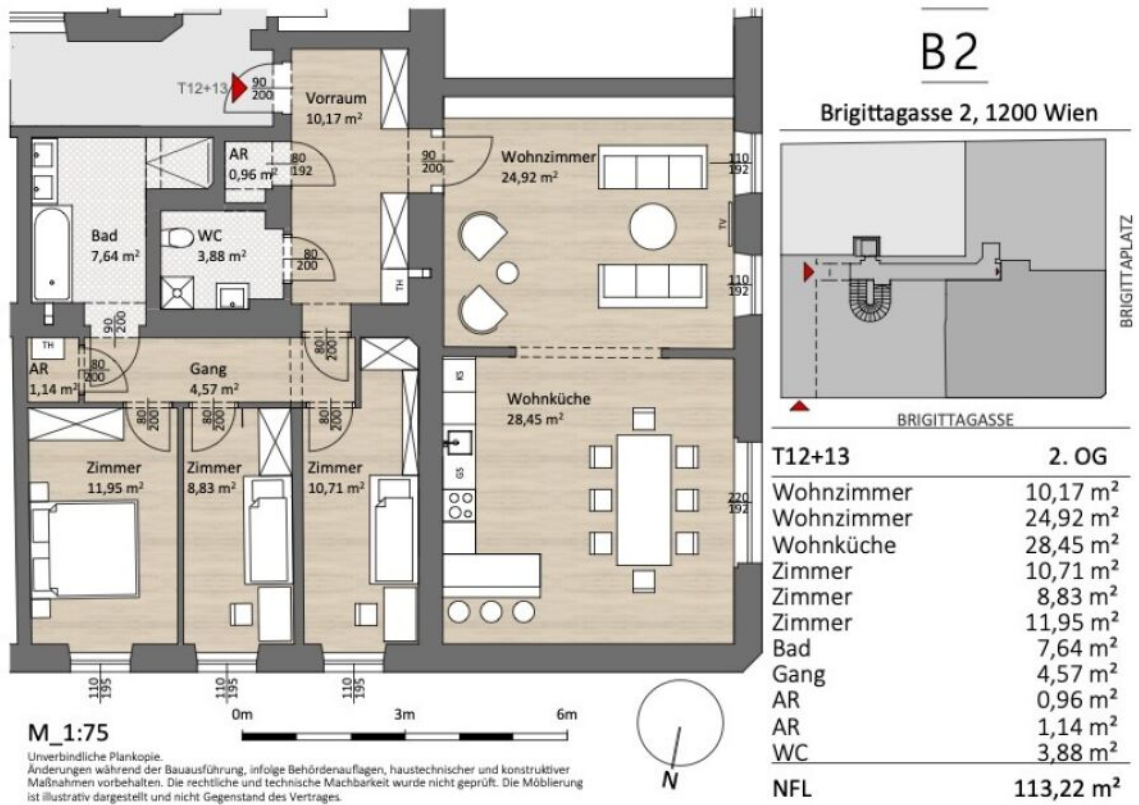 T12+13
90
200
Vorraum
10,17 m²
AR
0,96 m²
80
192
90
200
Wohnzimmer
24,92 m²
110
192
TV
110
192
Bad
7,64 m²
WC
3,88 m²
80
200
TH
90
200
TH
AR
1,14 m²
80
200
Gang
4,57 m²
80
200
80
200
80
200
80
200
KS
GS
Wohnküche
28,45 m²
220
192
Zimmer
11,95 m²
Zimmer
8,83 m²
Zimmer
10,71 m²
110
195
110
195
110
195
M_1:75
0m 3m 6m
N
Unverbindliche Plankopie.
Änderungen während der Bauausführung, infolge Behördenauflagen, haustechnischer und konstruktiver
Maßnahmen vorbehalten. Die rechtliche und technische Machbarkeit wurde nicht geprüft. Die Möblierung
ist illustrativ dargestellt und nicht Gegenstand des Vertrages.
B2
Brigittagasse 2, 1200 Wien
BRIGITTAPLATZ
BRIGITTAGASSE
T12+13 2. OG
Wohnzimmer 10,17 m²
Wohnzimmer 24,92 m²
Wohnküche 28,45 m²
Zimmer 10,71 m²
Zimmer 8,83 m²
Zimmer 11,95 m²
Bad 7,64 m²
Gang 4,57 m²
AR 0,96 m²
AR 1,14 m²
WC 3,88 m²
NFL 113,22 m²